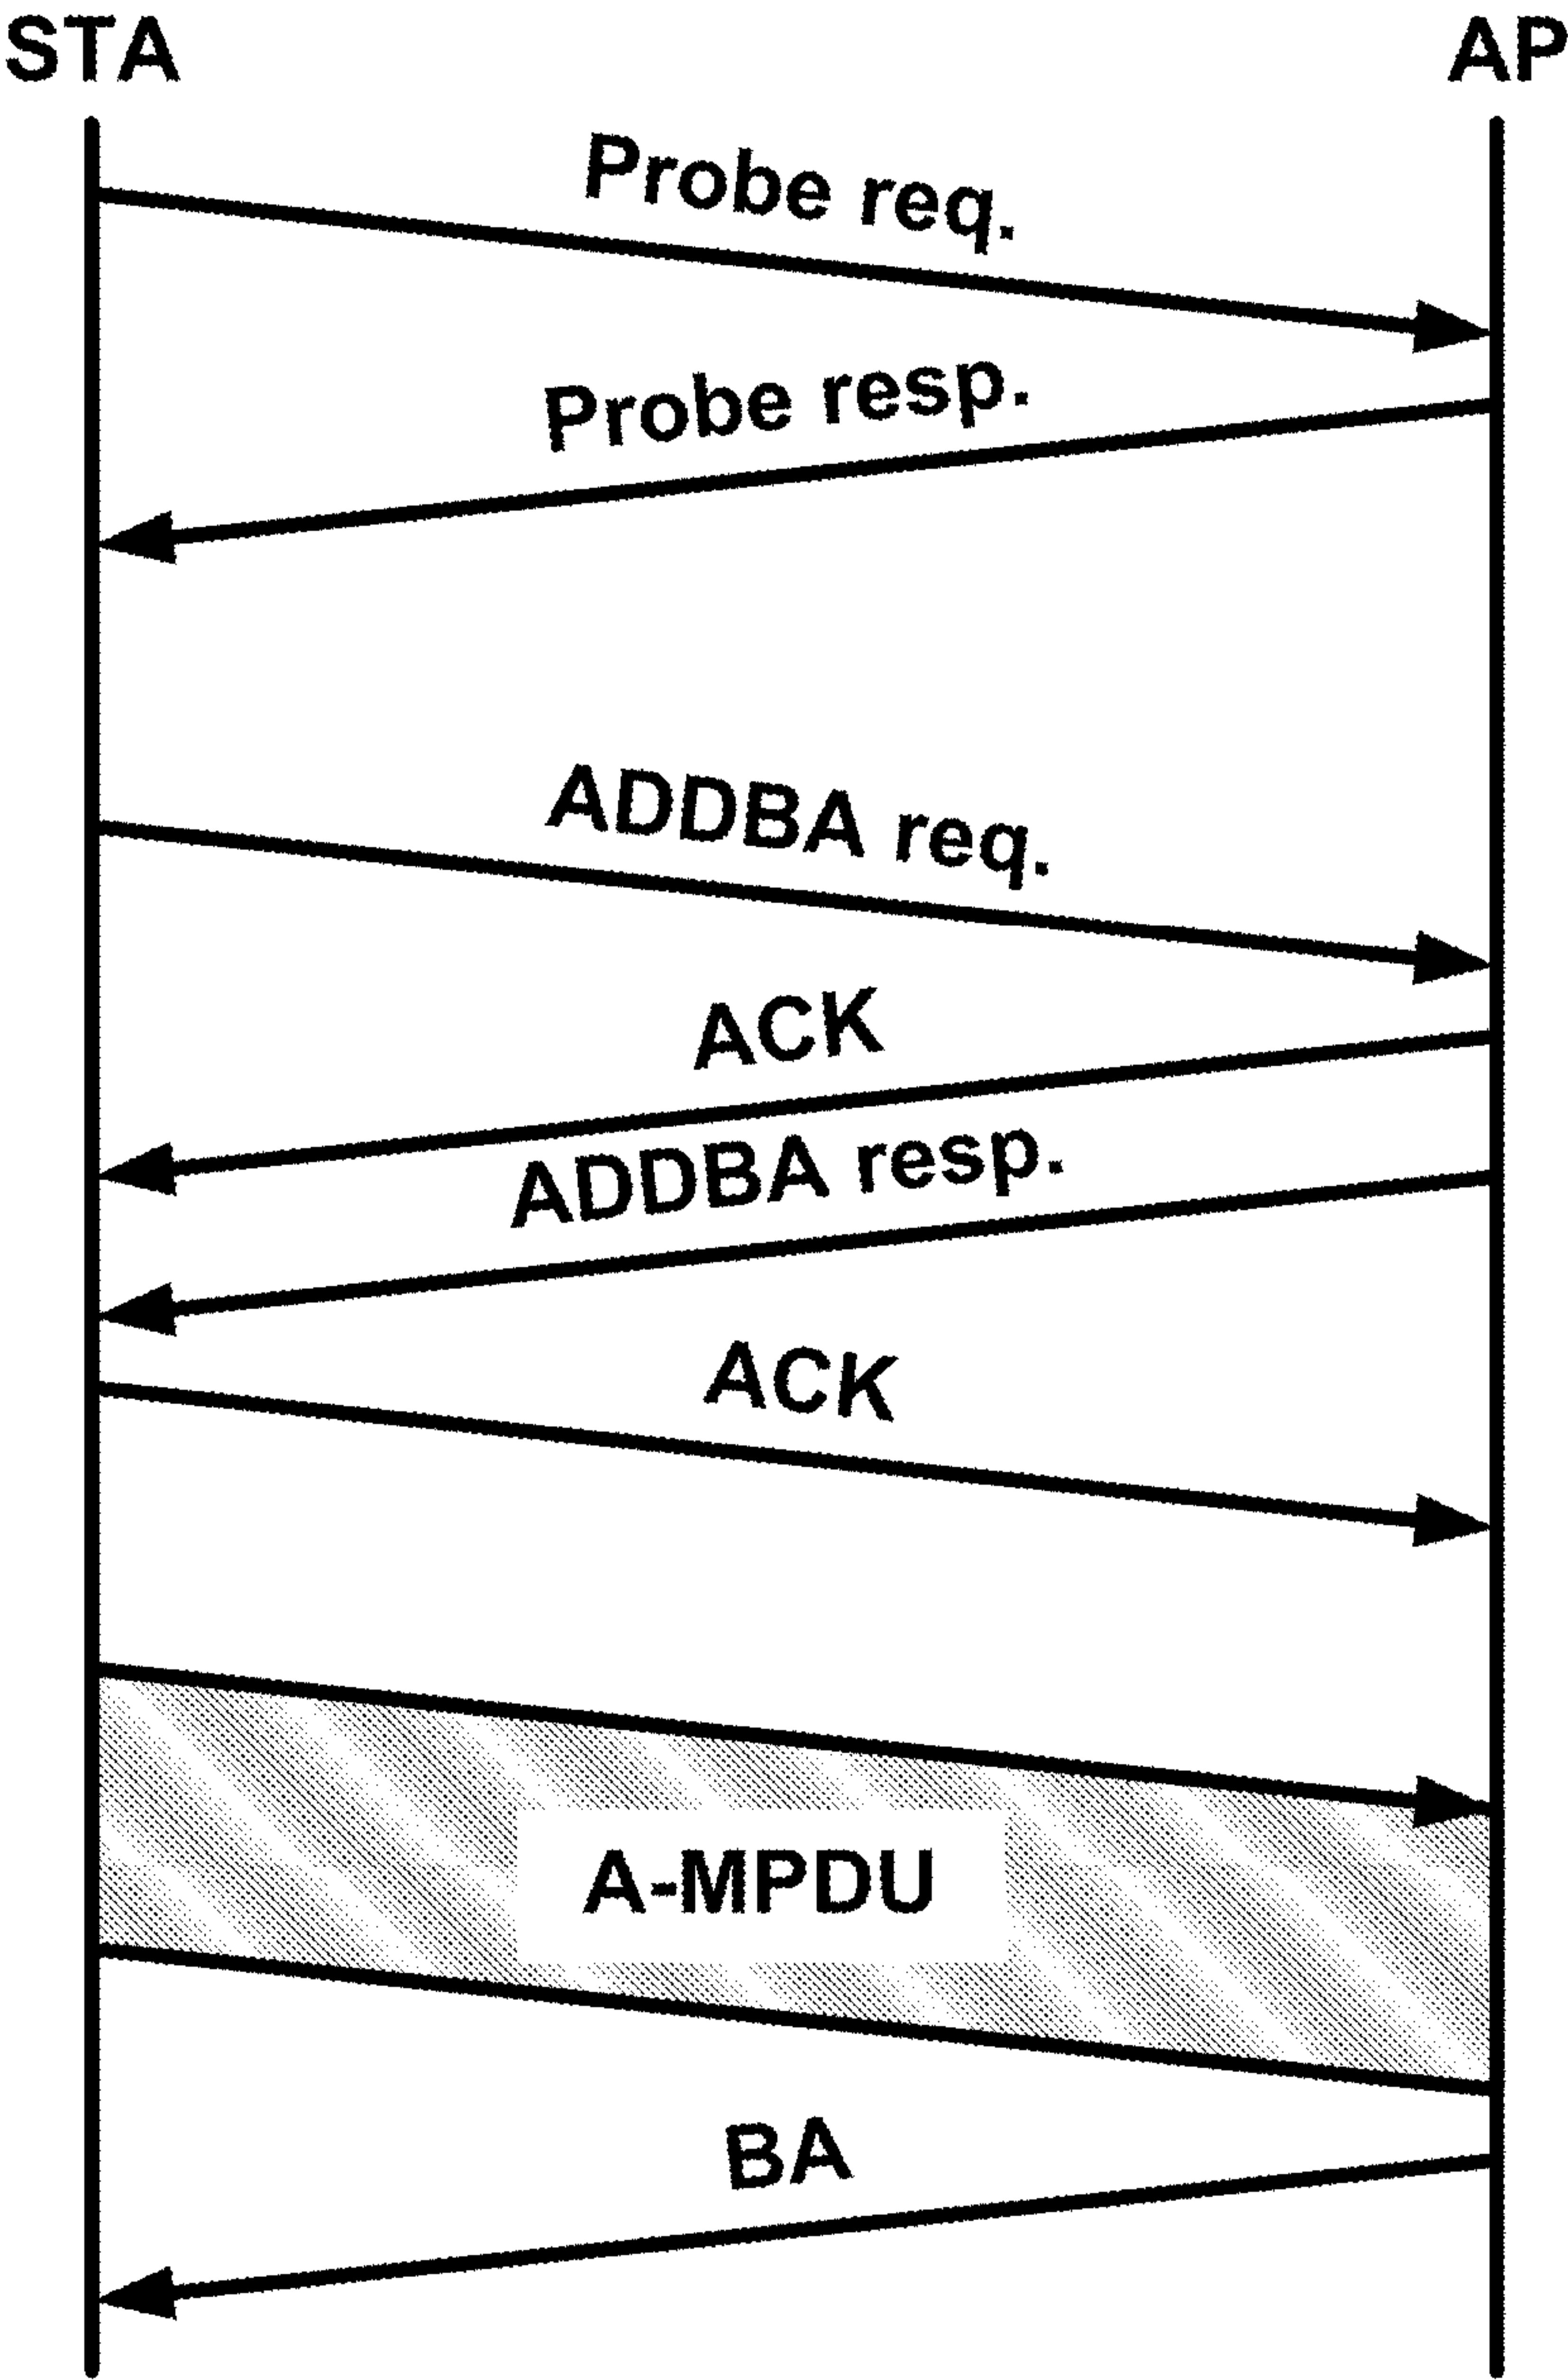 STA
AP
Probe req.
Probe resp.
ADDBA req.
ACK
ADDBA resp.
ACK
A-MPDU
BA